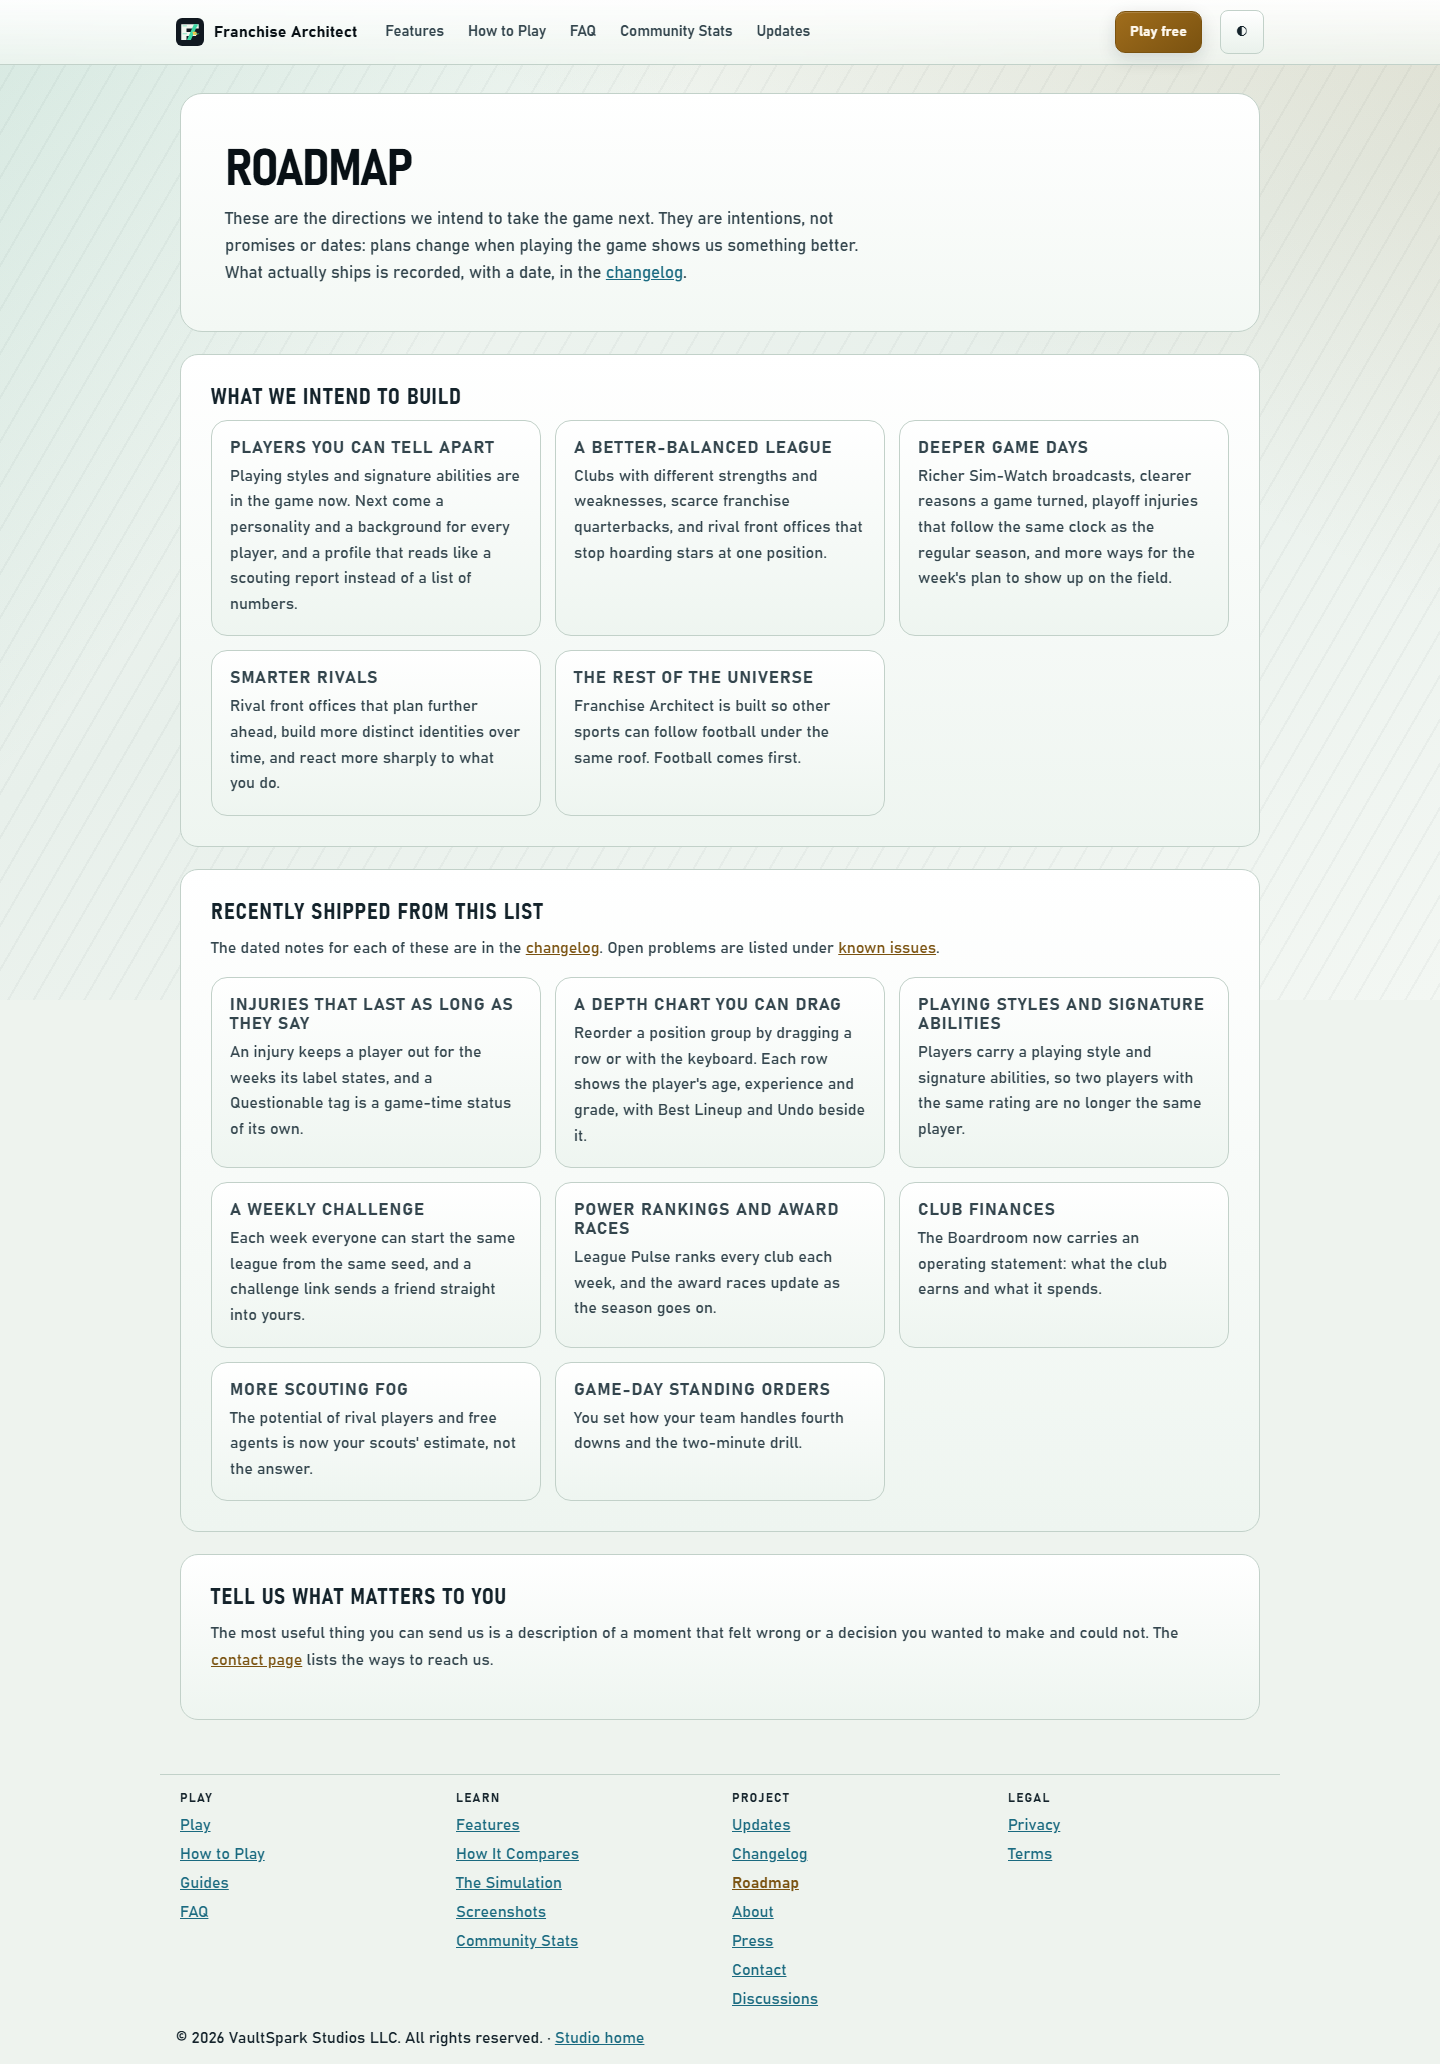 Franchise Architect
Features
How to Play
FAQ
Community Stats
Updates
Play free
ROADMAP
These are the directions we intend to take the game next. They are intentions, not
promises or dates: plans change when playing the game shows us something better.
What actually ships is recorded, with a date, in the changelog.
WHAT WE INTEND TO BUILD
PLAYERS YOU CAN TELL APART
Playing styles and signature abilities are
in the game now. Next come a
personality and a background for every
player, and a profile that reads like a
scouting report instead of a list of
numbers.
A BETTER-BALANCED LEAGUE
Clubs with different strengths and
weaknesses, scarce franchise
quarterbacks, and rival front offices that
stop hoarding stars at one position.
DEEPER GAME DAYS
Richer Sim-Watch broadcasts, clearer
reasons a game turned, playoff injuries
that follow the same clock as the
regular season, and more ways for the
week's plan to show up on the field.
SMARTER RIVALS
Rival front offices that plan further
ahead, build more distinct identities over
time, and react more sharply to what
you do.
THE REST OF THE UNIVERSE
Franchise Architect is built so other
sports can follow football under the
same roof. Football comes first.
RECENTLY SHIPPED FROM THIS LIST
The dated notes for each of these are in the changelog. Open problems are listed under known issues.
INJURIES THAT LAST AS LONG AS
THEY SAY
An injury keeps a player out for the
weeks its label states, and a
Questionable tag is a game-time status
of its own.
A DEPTH CHART YOU CAN DRAG
Reorder a position group by dragging a
row or with the keyboard. Each row
shows the player's age, experience and
grade, with Best Lineup and Undo beside
it.
PLAYING STYLES AND SIGNATURE
ABILITIES
Players carry a playing style and
signature abilities, so two players with
the same rating are no longer the same
player.
A WEEKLY CHALLENGE
Each week everyone can start the same
league from the same seed, and a
challenge link sends a friend straight
into yours.
POWER RANKINGS AND AWARD
RACES
League Pulse ranks every club each
week, and the award races update as
the season goes on.
CLUB FINANCES
The Boardroom now carries an
operating statement: what the club
earns and what it spends.
MORE SCOUTING FOG
The potential of rival players and free
agents is now your scouts' estimate, not
the answer.
GAME-DAY STANDING ORDERS
You set how your team handles fourth
downs and the two-minute drill.
TELL US WHAT MATTERS TO YOU
The most useful thing you can send us is a description of a moment that felt wrong or a decision you wanted to make and could not. The
contact page lists the ways to reach us.
PLAY
Play
How to Play
Guides
FAQ
LEARN
Features
How It Compares
The Simulation
Screenshots
Community Stats
PROJECT
Updates
Changelog
Roadmap
About
Press
Contact
Discussions
LEGAL
Privacy
Terms
© 2026 VaultSpark Studios LLC. All rights reserved. · Studio home